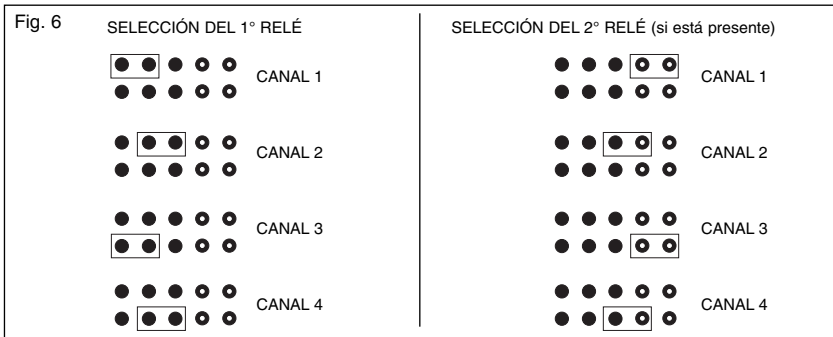 Fig. 6
SELECCIÓN DEL 1° RELÉ
CANAL 1
CANAL 2
CANAL 3
CANAL 4
SELECCIÓN DEL 2° RELÉ (si está presente)
CANAL 1
CANAL 2
CANAL 3
CANAL 4